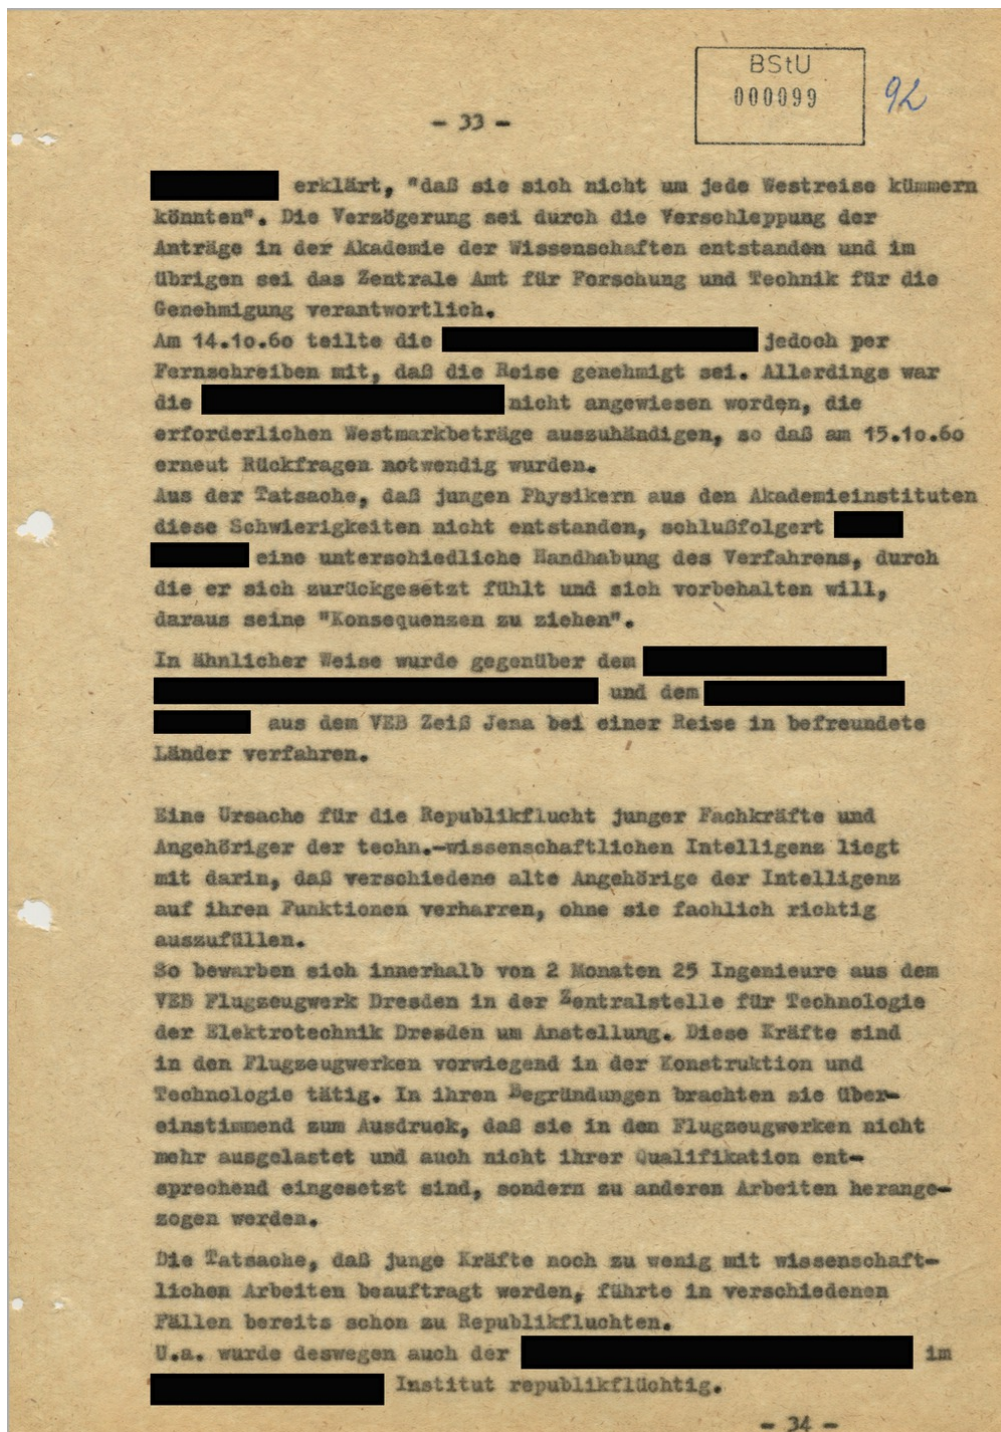 BStU
000099
92
- 33 -
erklärt, "daß sie sich nicht um jede Westreise kümmern
könnten". Die Verzögerung sei durch die Verschleppung der
Anträge in der Akademie der Wissenschaften entstanden und im
übrigen sei das Zentrale Amt für Forschung und Technik für die
Genehmigung verantwortlich.
Am 14.10.60 teilte die jedoch per
Fernschreiben mit, daß die Reise genehmigt sei. Allerdings war
die nicht angewiesen worden, die
erforderlichen Westmarkbeträge auszuhändigen, so daß am 15.10.60
erneut Rückfragen notwendig wurden.
Aus der Tatsache, daß jungen Physikern aus den Akademieinstituten
diese Schwierigkeiten nicht entstanden, schlußfolgert
eine unterschiedliche Handhabung des Verfahrens, durch
die er sich zurückgesetzt fühlt und sich vorbehalten will,
daraus seine "Konsequenzen zu ziehen".
In ähnlicher Weise wurde gegenüber dem
und dem
aus dem VEB Zeiß Jena bei einer Reise in befreundete
Länder verfahren.
Eine Ursache für die Republikflucht junger Fachkräfte und
Angehöriger der techn.-wissenschaftlichen Intelligenz liegt
mit darin, daß verschiedene alte Angehörige der Intelligenz
auf ihren Funktionen verharren, ohne sie fachlich richtig
auszufüllen.
So bewarben sich innerhalb von 2 Monaten 25 Ingenieure aus dem
VEB Flugzeugwerk Dresden in der Zentralstelle für Technologie
der Elektrotechnik Dresden um Anstellung. Diese Kräfte sind
in den Flugzeugwerken vorwiegend in der Konstruktion und
Technologie tätig. In ihren Begründungen brachten sie über-
einstimmend zum Ausdruck, daß sie in den Flugzeugwerken nicht
mehr ausgelastet und auch nicht ihrer Qualifikation ent-
sprechend eingesetzt sind, sondern zu anderen Arbeiten herange-
zogen werden.
Die Tatsache, daß junge Kräfte noch zu wenig mit wissenschaft-
lichen Arbeiten beauftragt werden, führte in verschiedenen
Fällen bereits schon zu Republikfluchten.
U.a. wurde deswegen auch der im
Institut republikflüchtig.
- 34 -